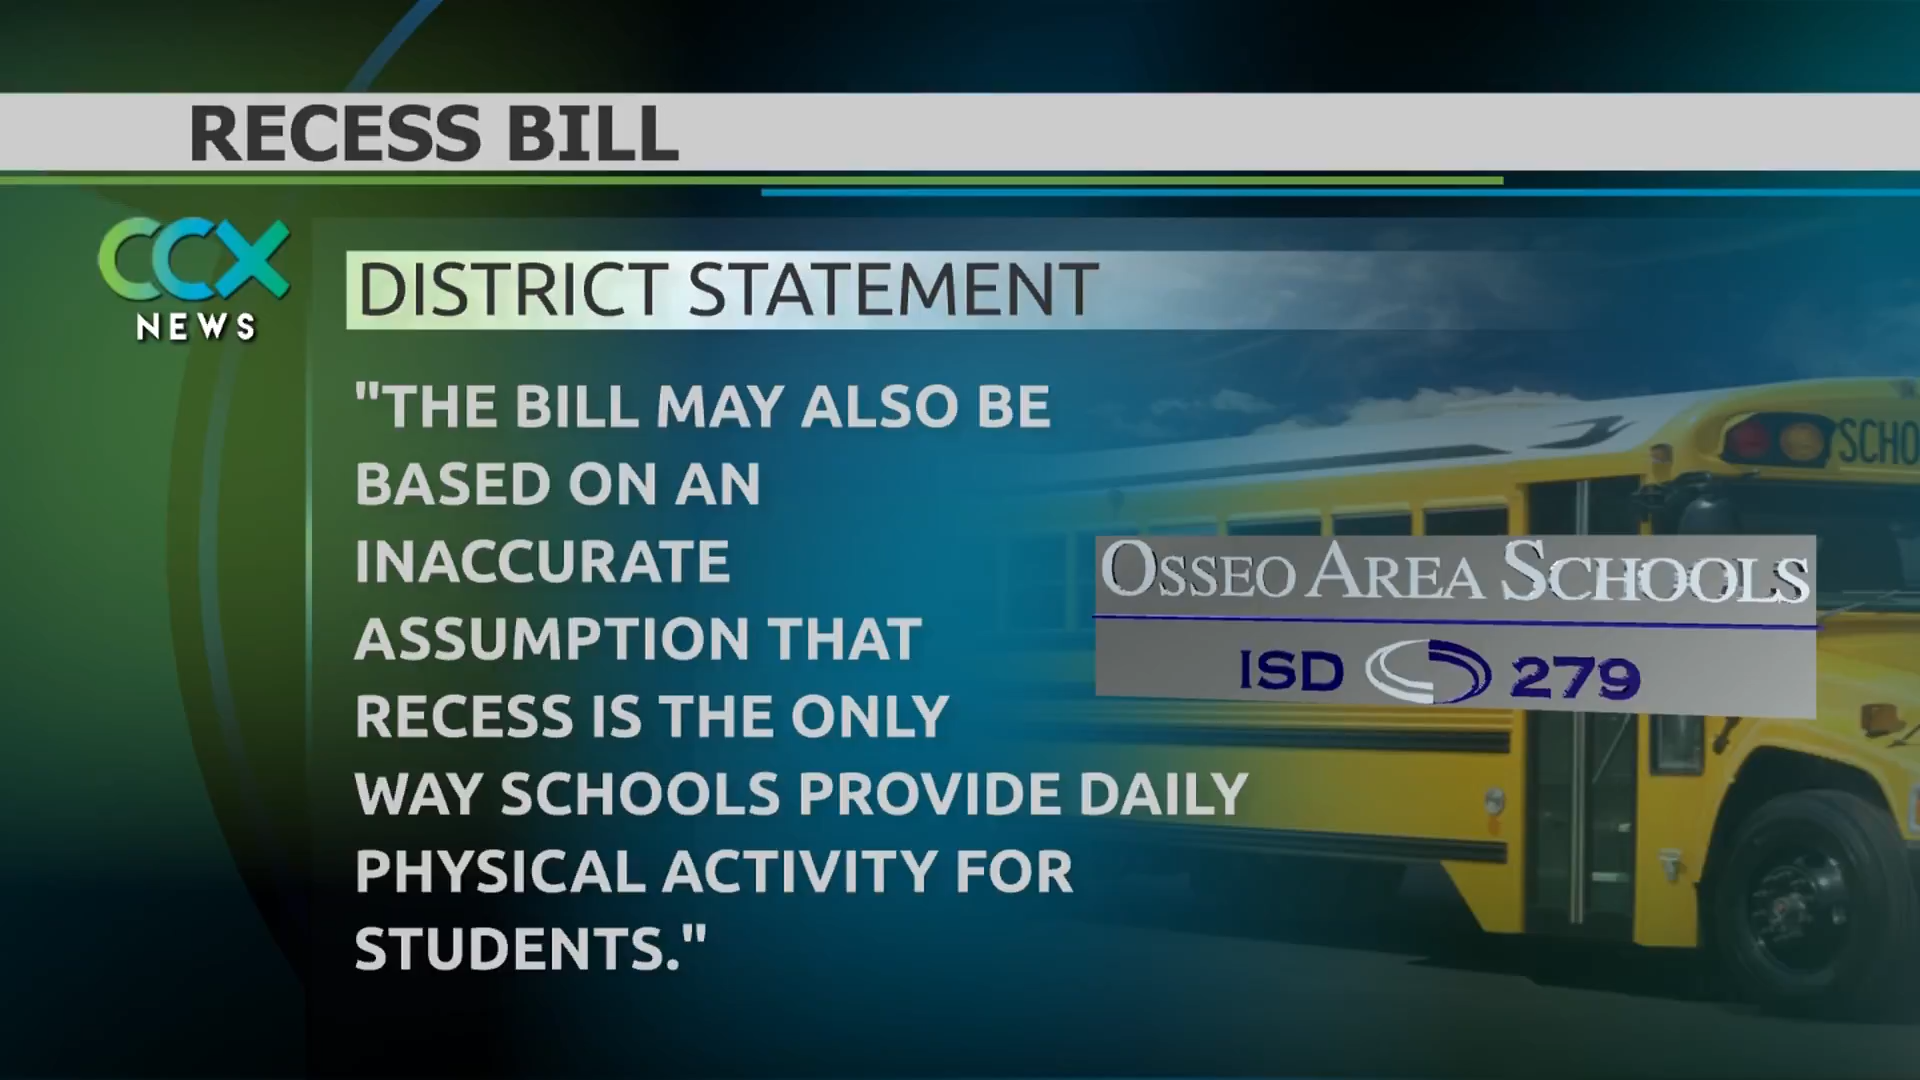 RECESS BILL
CCX
NEWS
DISTRICT STATEMENT
"THE BILL MAY ALSO BE
BASED ON AN
INACCURATE
ASSUMPTION THAT
RECESS IS THE ONLY
WAY SCHOOLS PROVIDE DAILY
PHYSICAL ACTIVITY FOR
STUDENTS."
SCHO
OSSEO AREA SCHOOLS
ISD 279